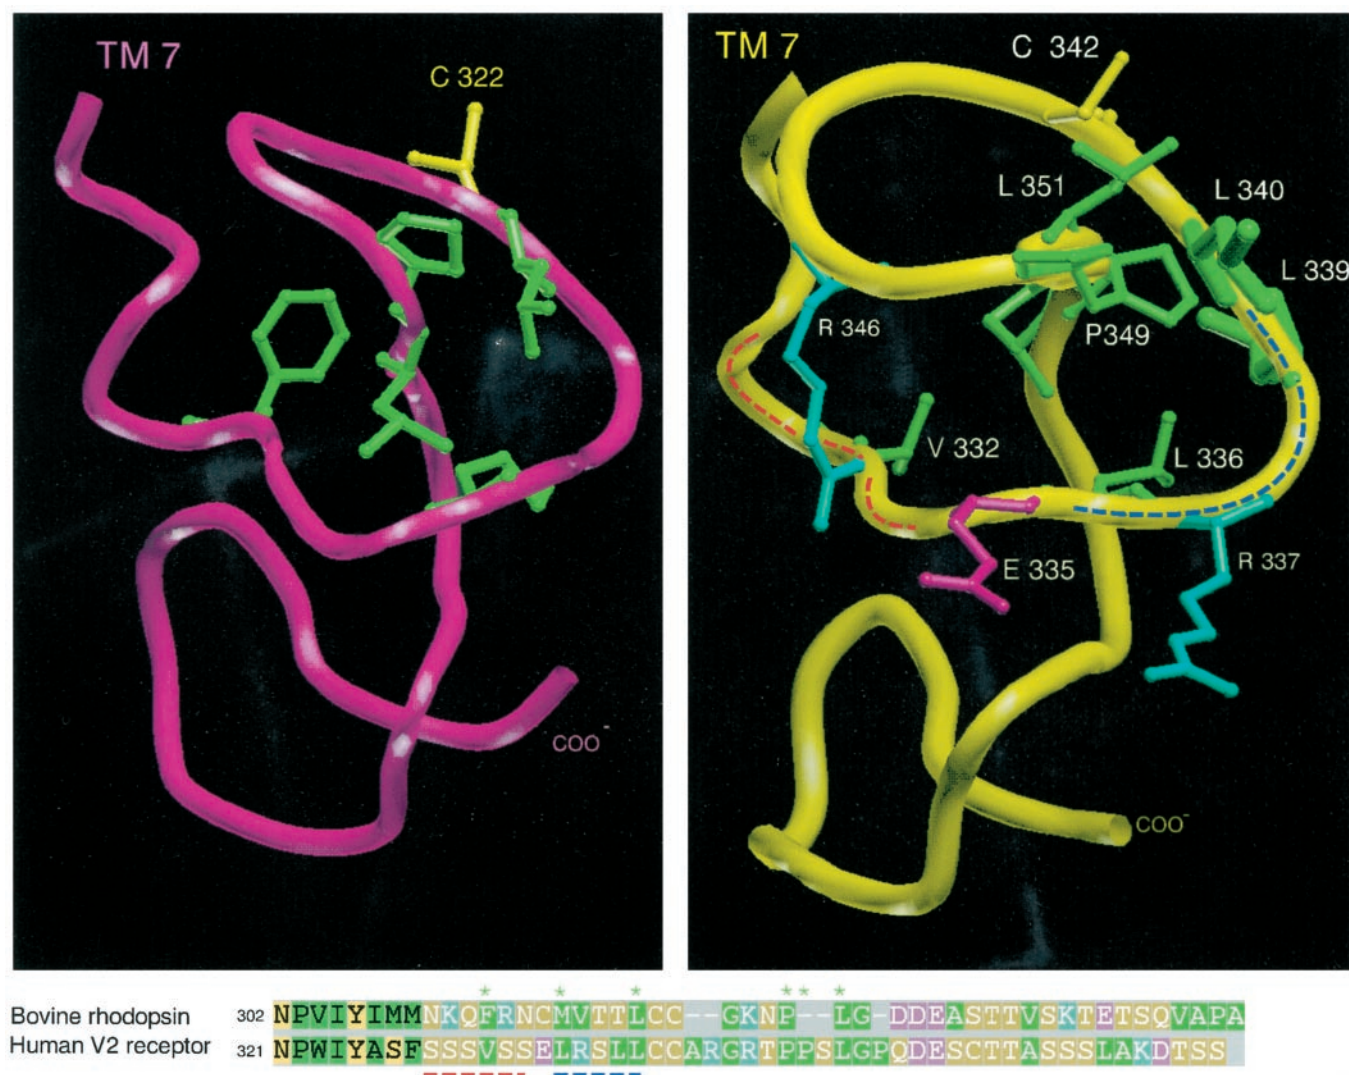 TM 7
C 322
COO⁻
TM 7
C 342
L 351
L 340
L 339
R 346
P349
V 332
L 336
E 335
R 337
COO⁻
* * * * * *
Bovine rhodopsin 302 NPVIYIMMNKQFRNCMVTTLCC--GKNP--LG-DDEASTTVSKTETSQVAPA
Human V2 receptor 321 NPWIYASFSSSVSSELRSLLCCARGRTPPSLGPQDESCTTASSSLAKDTSS